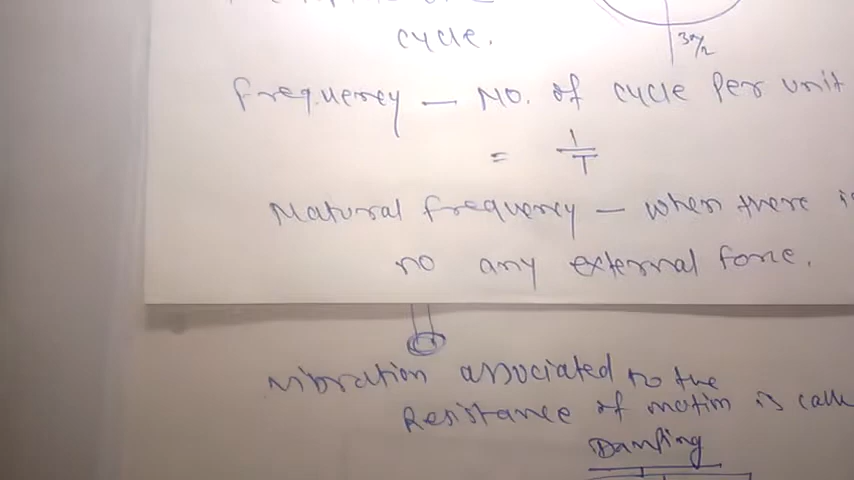 cycle.
3π/2
frequency — No. of cycle per unit
= 1/T
Natural frequency — when there is
no any external force.
Vibration associated to the
Resistance of motion is
Damping